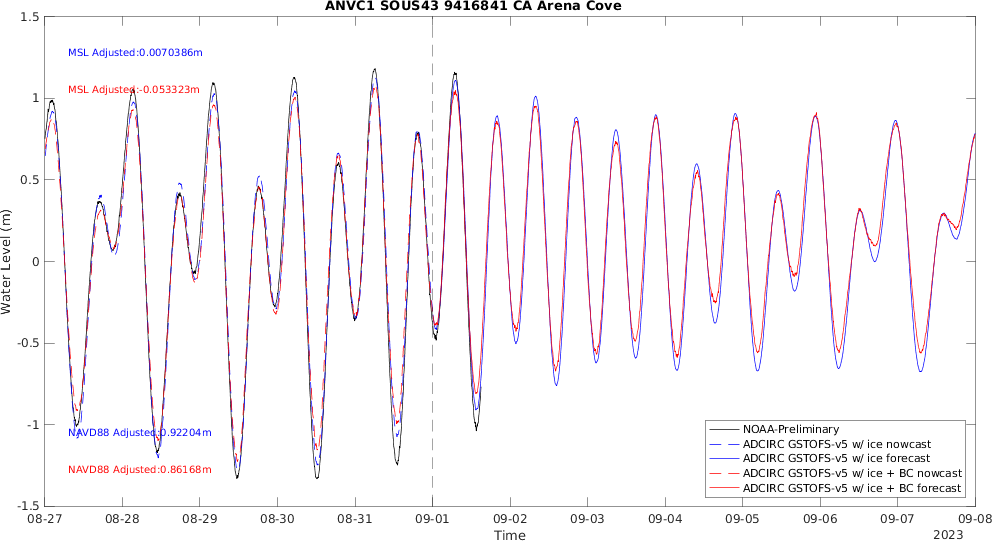 ANVC1 SOUS43 9416841 CA Arena Cove
1.5
1
0.5
0
-0.5
-1
-1.5
Water Level (m)
MSL Adjusted:0.0070386m
MSL Adjusted:-0.053323m
NAVD88 Adjusted:0.92204m
NAVD88 Adjusted:0.86168m
NOAA-Preliminary
ADCIRC GSTOFS-v5 w/ ice nowcast
ADCIRC GSTOFS-v5 w/ ice forecast
ADCIRC GSTOFS-v5 w/ ice + BC nowcast
ADCIRC GSTOFS-v5 w/ ice + BC forecast
08-27 08-28 08-29 08-30 08-31 09-01 09-02 09-03 09-04 09-05 09-06 09-07 09-08
Time
2023